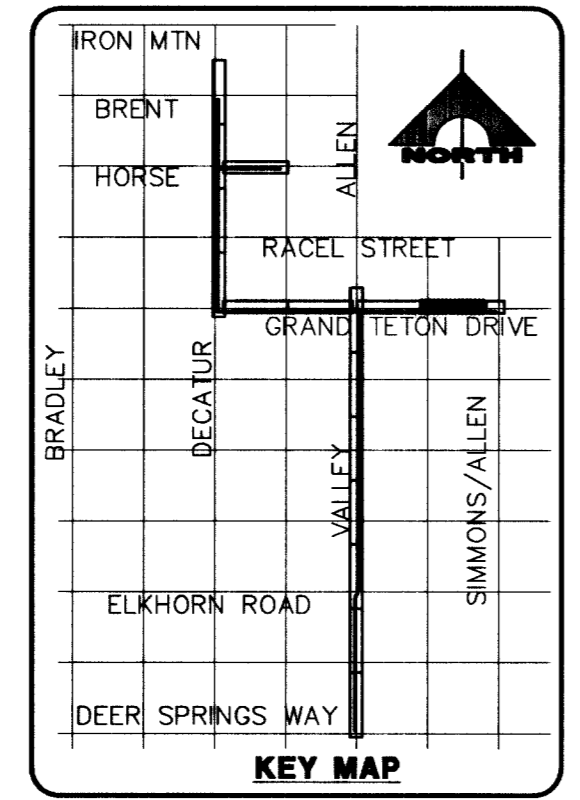 IRON MTN
BRENT
ALLEN
NORTH
HORSE
RACEL STREET
GRAND TETON DRIVE
BRADLEY
DECATUR
VALLEY
SIMMONS/ALLEN
ELKHORN ROAD
DEER SPRINGS WAY
KEY MAP